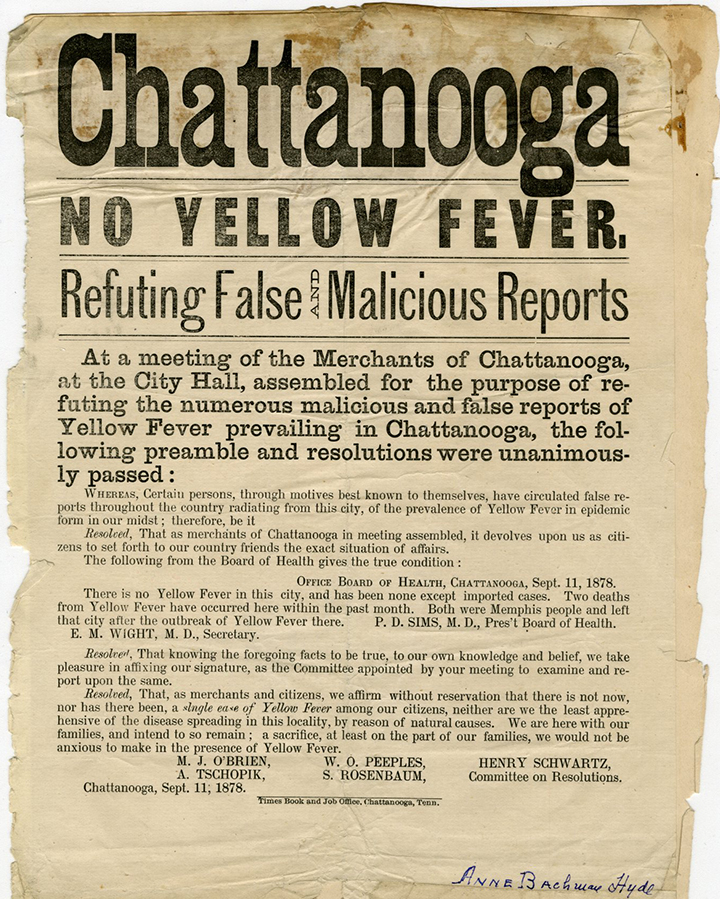 Chattanooga
NO YELLOW FEVER.
Refuting False AND Malicious Reports
At a meeting of the Merchants of Chattanooga,
at the City Hall, assembled for the purpose of re-
futing the numerous malicious and false reports of
Yellow Fever prevailing in Chattanooga, the fol-
lowing preamble and resolutions were unanimous-
ly passed :
WHEREAS, Certain persons, through motives best known to themselves, have circulated false re-
ports throughout the country radiating from this city, of the prevalence of Yellow Fever in epidemic
form in our midst ; therefore, be it
Resolved, That as merchants of Chattanooga in meeting assembled, it devolves upon us as citi-
zens to set forth to our country friends the exact situation of affairs.
The following from the Board of Health gives the true condition :
OFFICE BOARD OF HEALTH, CHATTANOOGA, Sept. 11, 1878.
There is no Yellow Fever in this city, and has been none except imported cases. Two deaths
from Yellow Fever have occurred here within the past month. Both were Memphis people and left
that city after the outbreak of Yellow Fever there. P. D. SIMS, M. D., Pres't Board of Health.
E. M. WIGHT, M. D., Secretary.
Resolved, That knowing the foregoing facts to be true, to our own knowledge and belief, we take
pleasure in affixing our signature, as the Committee appointed by your meeting to examine and re-
port upon the same.
Resolved, That, as merchants and citizens, we affirm without reservation that there is not now,
nor has there been, a single case of Yellow Fever among our citizens, neither are we the least appre-
hensive of the disease spreading in this locality, by reason of natural causes. We are here with our
families, and intend to so remain ; a sacrifice, at least on the part of our families, we would not be
anxious to make in the presence of Yellow Fever.
M. J. O'BRIEN, W. O. PEEPLES, HENRY SCHWARTZ,
A. TSCHOPIK, S. ROSENBAUM, Committee on Resolutions.
Chattanooga, Sept. 11, 1878.
Times Book and Job Office, Chattanooga, Tenn.
ANNE Bachman Hyde